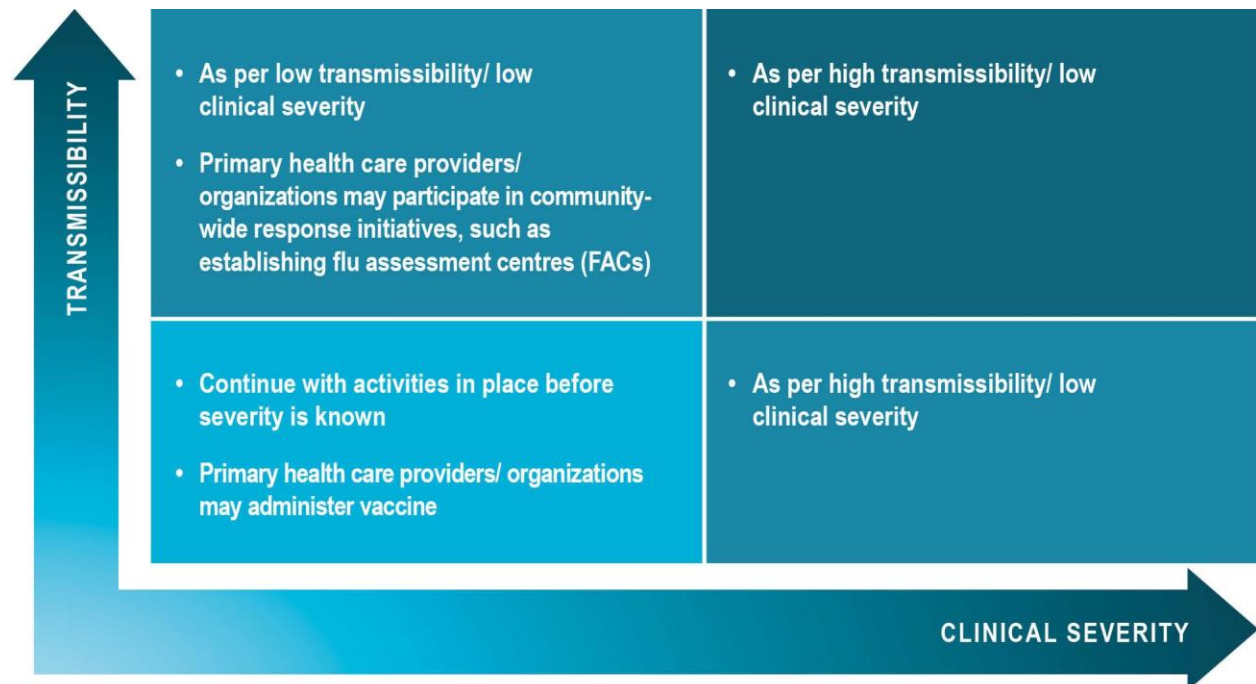 TRANSMISSIBILITY
• As per low transmissibility/ low
clinical severity
• Primary health care providers/
organizations may participate in community-
wide response initiatives, such as
establishing flu assessment centres (FACs)
• As per high transmissibility/ low
clinical severity
• Continue with activities in place before
severity is known
• Primary health care providers/ organizations
may administer vaccine
• As per high transmissibility/ low
clinical severity
CLINICAL SEVERITY